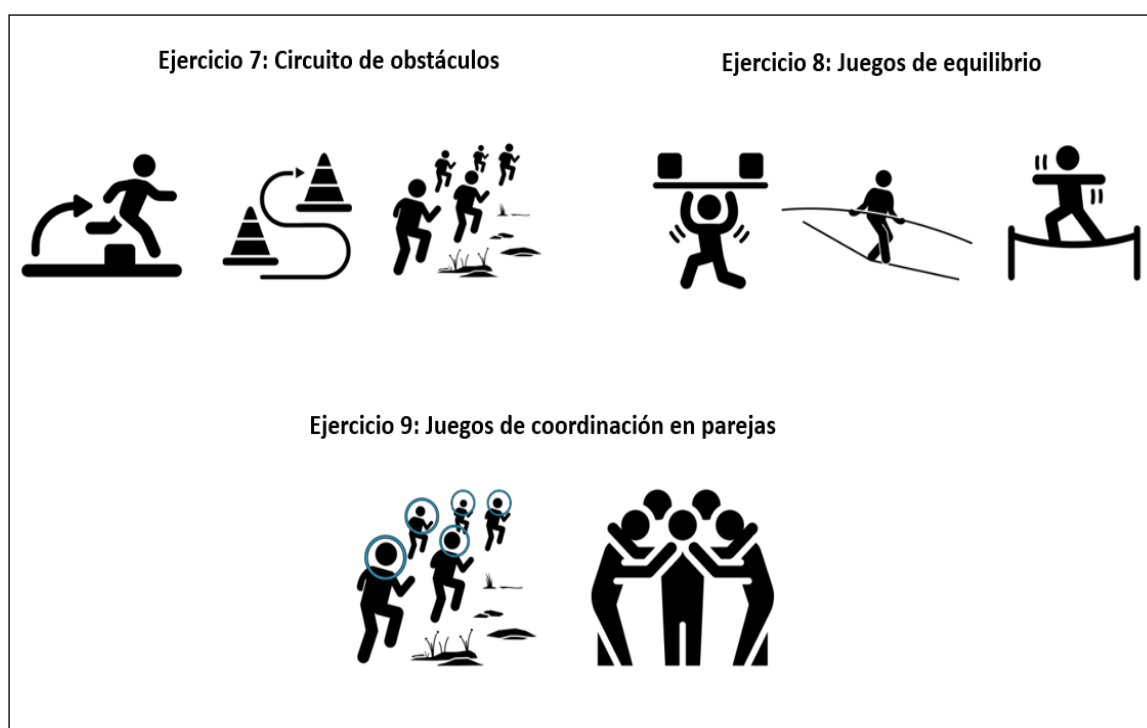 Ejercicio 7: Circuito de obstáculos
Ejercicio 8: Juegos de equilibrio
Ejercicio 9: Juegos de coordinación en parejas